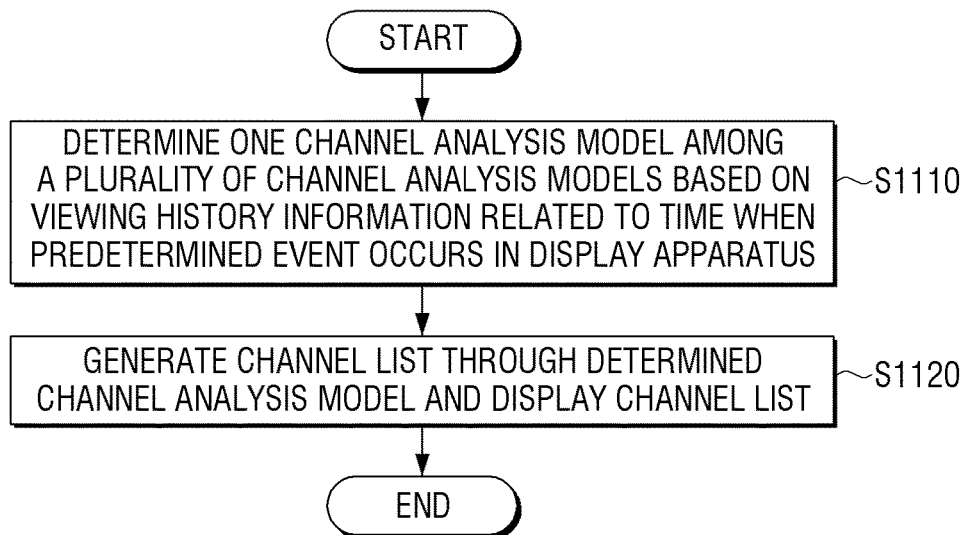 START
DETERMINE ONE CHANNEL ANALYSIS MODEL AMONG
A PLURALITY OF CHANNEL ANALYSIS MODELS BASED ON
VIEWING HISTORY INFORMATION RELATED TO TIME WHEN
PREDETERMINED EVENT OCCURS IN DISPLAY APPARATUS
S1110
GENERATE CHANNEL LIST THROUGH DETERMINED
CHANNEL ANALYSIS MODEL AND DISPLAY CHANNEL LIST
S1120
END